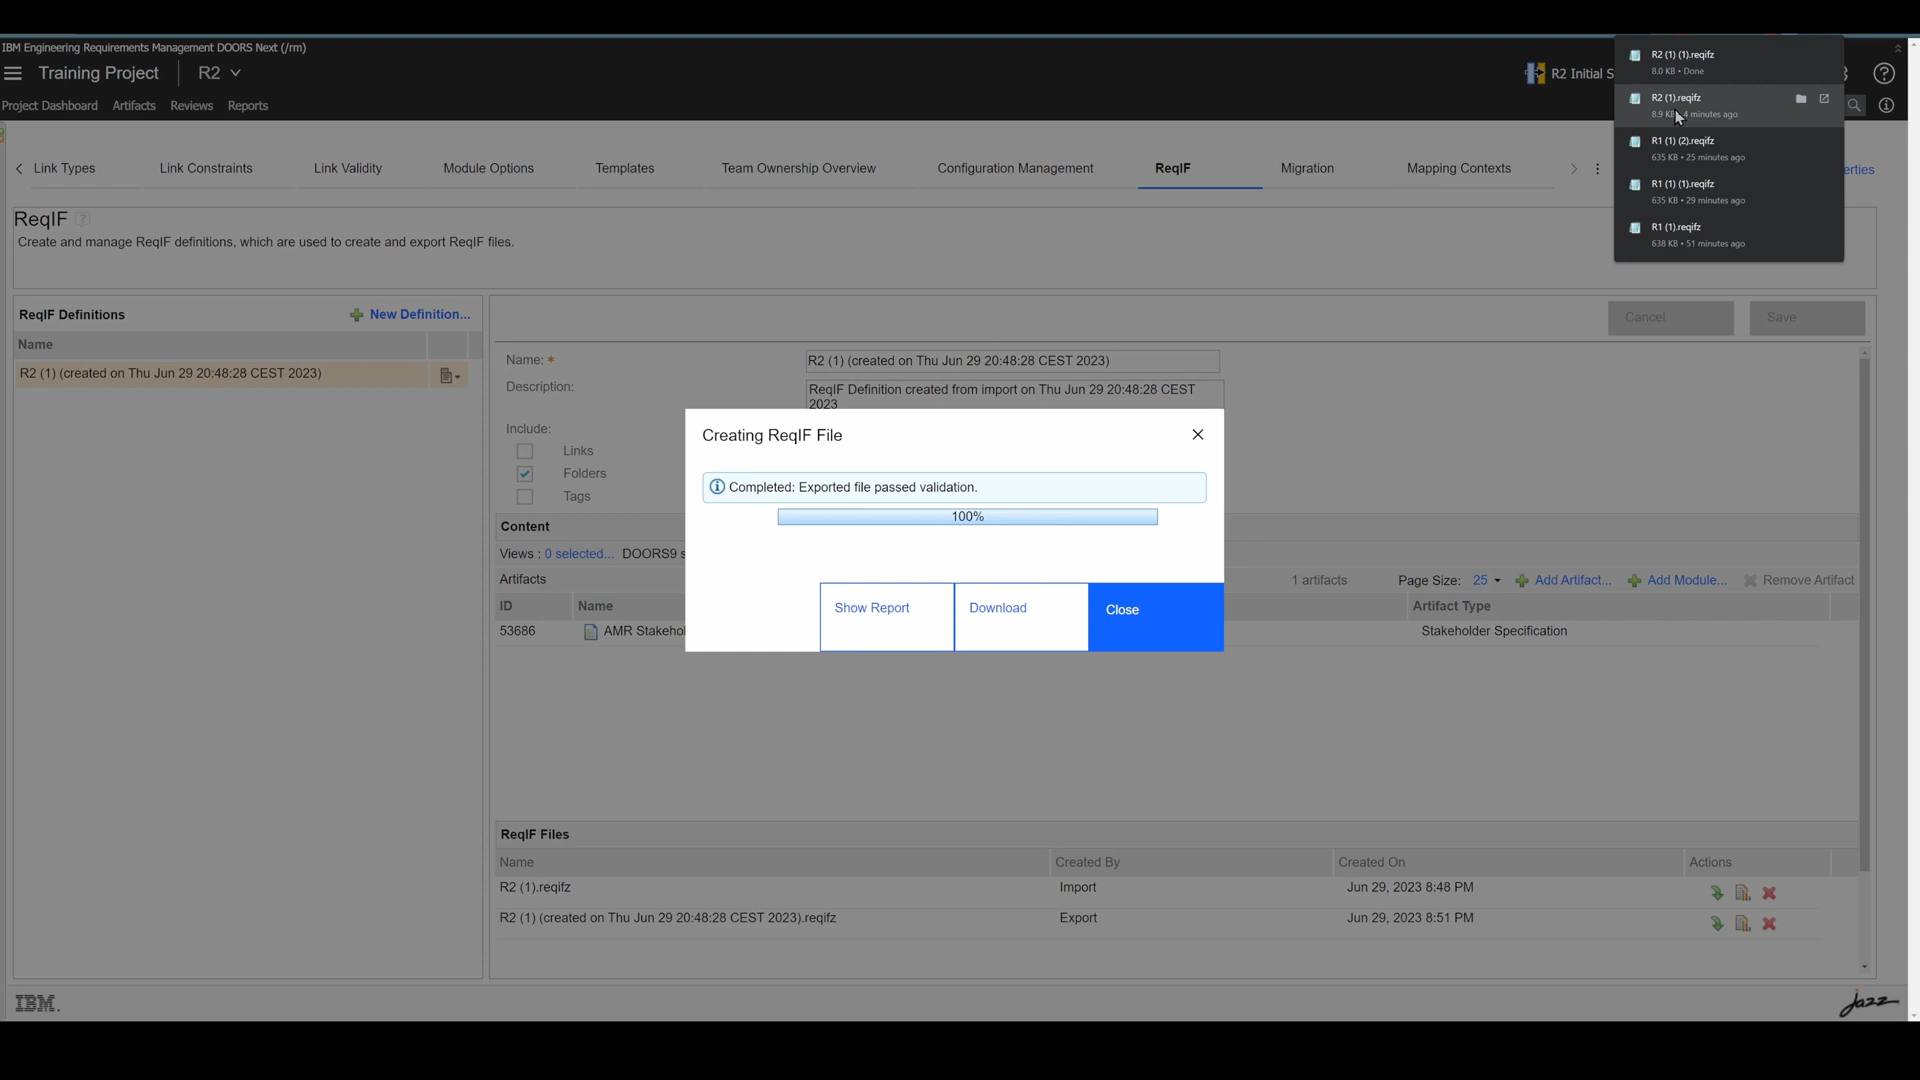 IBM Engineering Requirements Management DOORS Next (/rm)
Training Project R2
R2 Initial S
Project Dashboard Artifacts Reviews Reports
R2 (1) (1).reqifz
8.0 KB • Done
R2 (1).reqifz
8.9 KB 4 minutes ago
R1 (1) (2).reqifz
635 KB • 25 minutes ago
R1 (1) (1).reqifz
635 KB • 29 minutes ago
R1 (1).reqifz
638 KB • 51 minutes ago
Link Types Link Constraints Link Validity Module Options Templates Team Ownership Overview Configuration Management ReqIF Migration Mapping Contexts erties
ReqIF ?
Create and manage ReqIF definitions, which are used to create and export ReqIF files.
ReqIF Definitions New Definition...
Name
R2 (1) (created on Thu Jun 29 20:48:28 CEST 2023)
Cancel Save
Name: * R2 (1) (created on Thu Jun 29 20:48:28 CEST 2023)
Description: ReqIF Definition created from import on Thu Jun 29 20:48:28 CEST
2023
Include:
Links
Folders
Tags
Creating ReqIF File
Completed: Exported file passed validation.
100%
Show Report Download Close
Content
Views : 0 selected... DOORS9 s
Artifacts 1 artifacts Page Size: 25 Add Artifact... Add Module... Remove Artifact
ID Name Artifact Type
53686 AMR Stakehol Stakeholder Specification
ReqIF Files
Name Created By Created On Actions
R2 (1).reqifz Import Jun 29, 2023 8:48 PM
R2 (1) (created on Thu Jun 29 20:48:28 CEST 2023).reqifz Export Jun 29, 2023 8:51 PM
IBM. jazz